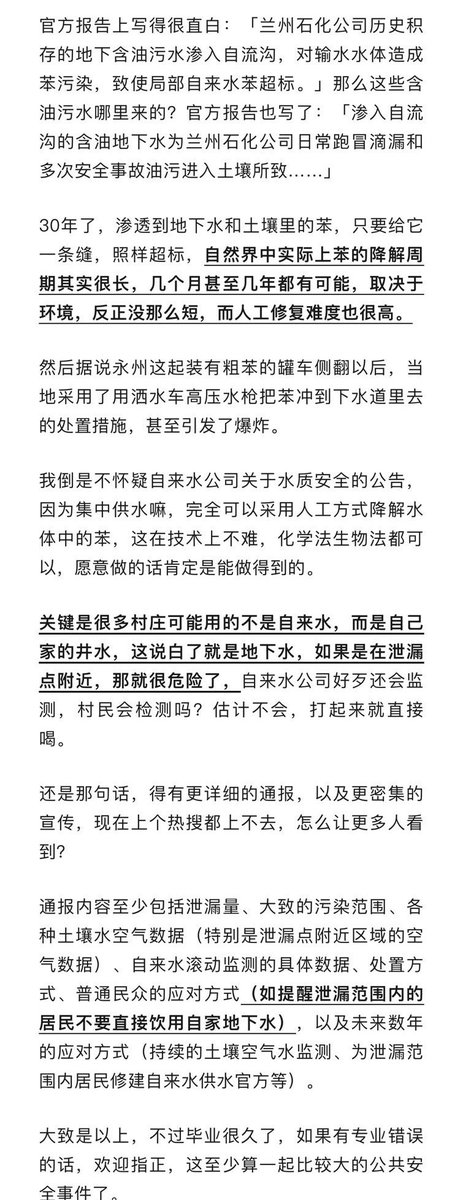 官方报告上写得很直白：「兰州石化公司历史积
存的地下含油污水渗入自流沟，对输水水体造成
苯污染，致使局部自来水苯超标。」那么这些含
油污水哪里来的？官方报告也写了：「渗入自流
沟的含油地下水为兰州石化公司日常跑冒滴漏和
多次安全事故油污进入土壤所致……」
30年了，渗透到地下水和土壤里的苯，只要给它
一条缝，照样超标，自然界中实际上苯的降解周
期其实很长，几个月甚至几年都有可能，取决于
环境，反正没那么短，而人工修复难度也很高。
然后据说永州这起装有粗苯的罐车侧翻以后，当
地采用了用洒水车高压水枪把苯冲到下水道里去
的处置措施，甚至引发了爆炸。
我倒是不怀疑自来水公司关于水质安全的公告，
因为集中供水嘛，完全可以采用人工方式降解水
体中的苯，这在技术上不难，化学法生物法都可
以，愿意做的话肯定是能做得到的。
关键是很多村庄可能用的不是自来水，而是自己
家的井水，这说白了就是地下水，如果是在泄漏
点附近，那就很危险了，自来水公司好歹还会监
测，村民会检测吗？估计不会，打起来就直接
喝。
还是那句话，得有更详细的通报，以及更密集的
宣传，现在上个热搜都上不去，怎么让更多人看
到？
通报内容至少包括泄漏量、大致的污染范围、各
种土壤水空气数据（特别是泄漏点附近区域的空
气数据）、自来水滚动监测的具体数据、处置方
式、普通民众的应对方式（如提醒泄漏范围内的
居民不要直接饮用自家地下水），以及未来数年
的应对方式（持续的土壤空气水监测、为泄漏范
围内居民修建自来水供水官方等）。
大致是以上，不过毕业很久了，如果有专业错误
的话，欢迎指正，这至少算一起比较大的公共安
全事件了。